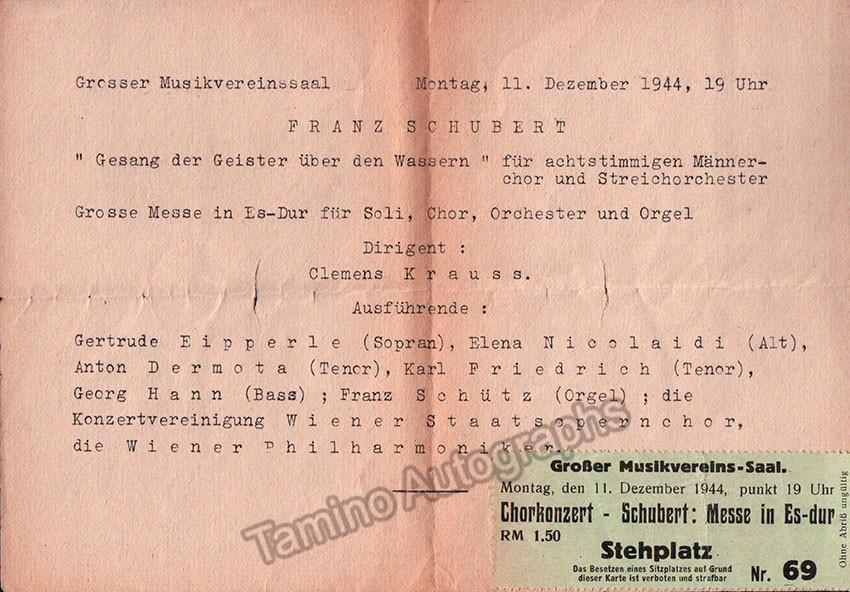 Grosser Musikvereinssaal Montag, 11. Dezember 1944, 19 Uhr
F R A N Z S C H U B E R T
" Gesang der Geister über den Wassern " für achtstimmigen Männer-
chor und Streichorchester
Grosse Messe in Es-Dur für Soli, Chor, Orchester und Orgel
Dirigent :
Clemens K r a u s s .
Ausführende :
Gertrude E i p p e r l e (Sopran), Elena N i c o l a i d i (Alt),
Anton D e r m o t a (Tenor), Karl F r i e d r i c h (Tenor),
Georg H a n n (Bass) ; Franz S c h ü t z (Orgel) ; die
Konzertvereinigung W i e n e r S t a a t s o p e r n c h o r ,
die W i e n e r P h i l h a r m o n i k e r .
Tamino Autographs
Großer Musikvereins-Saal.
Montag, den 11. Dezember 1944, punkt 19 Uhr
Chorkonzert - Schubert: Messe in Es-dur
RM 1.50
Stehplatz
Das Besetzen eines Sitzplatzes auf Grund
dieser Karte ist verboten und strafbar
Nr. 69
Ohne Abriß ungültig